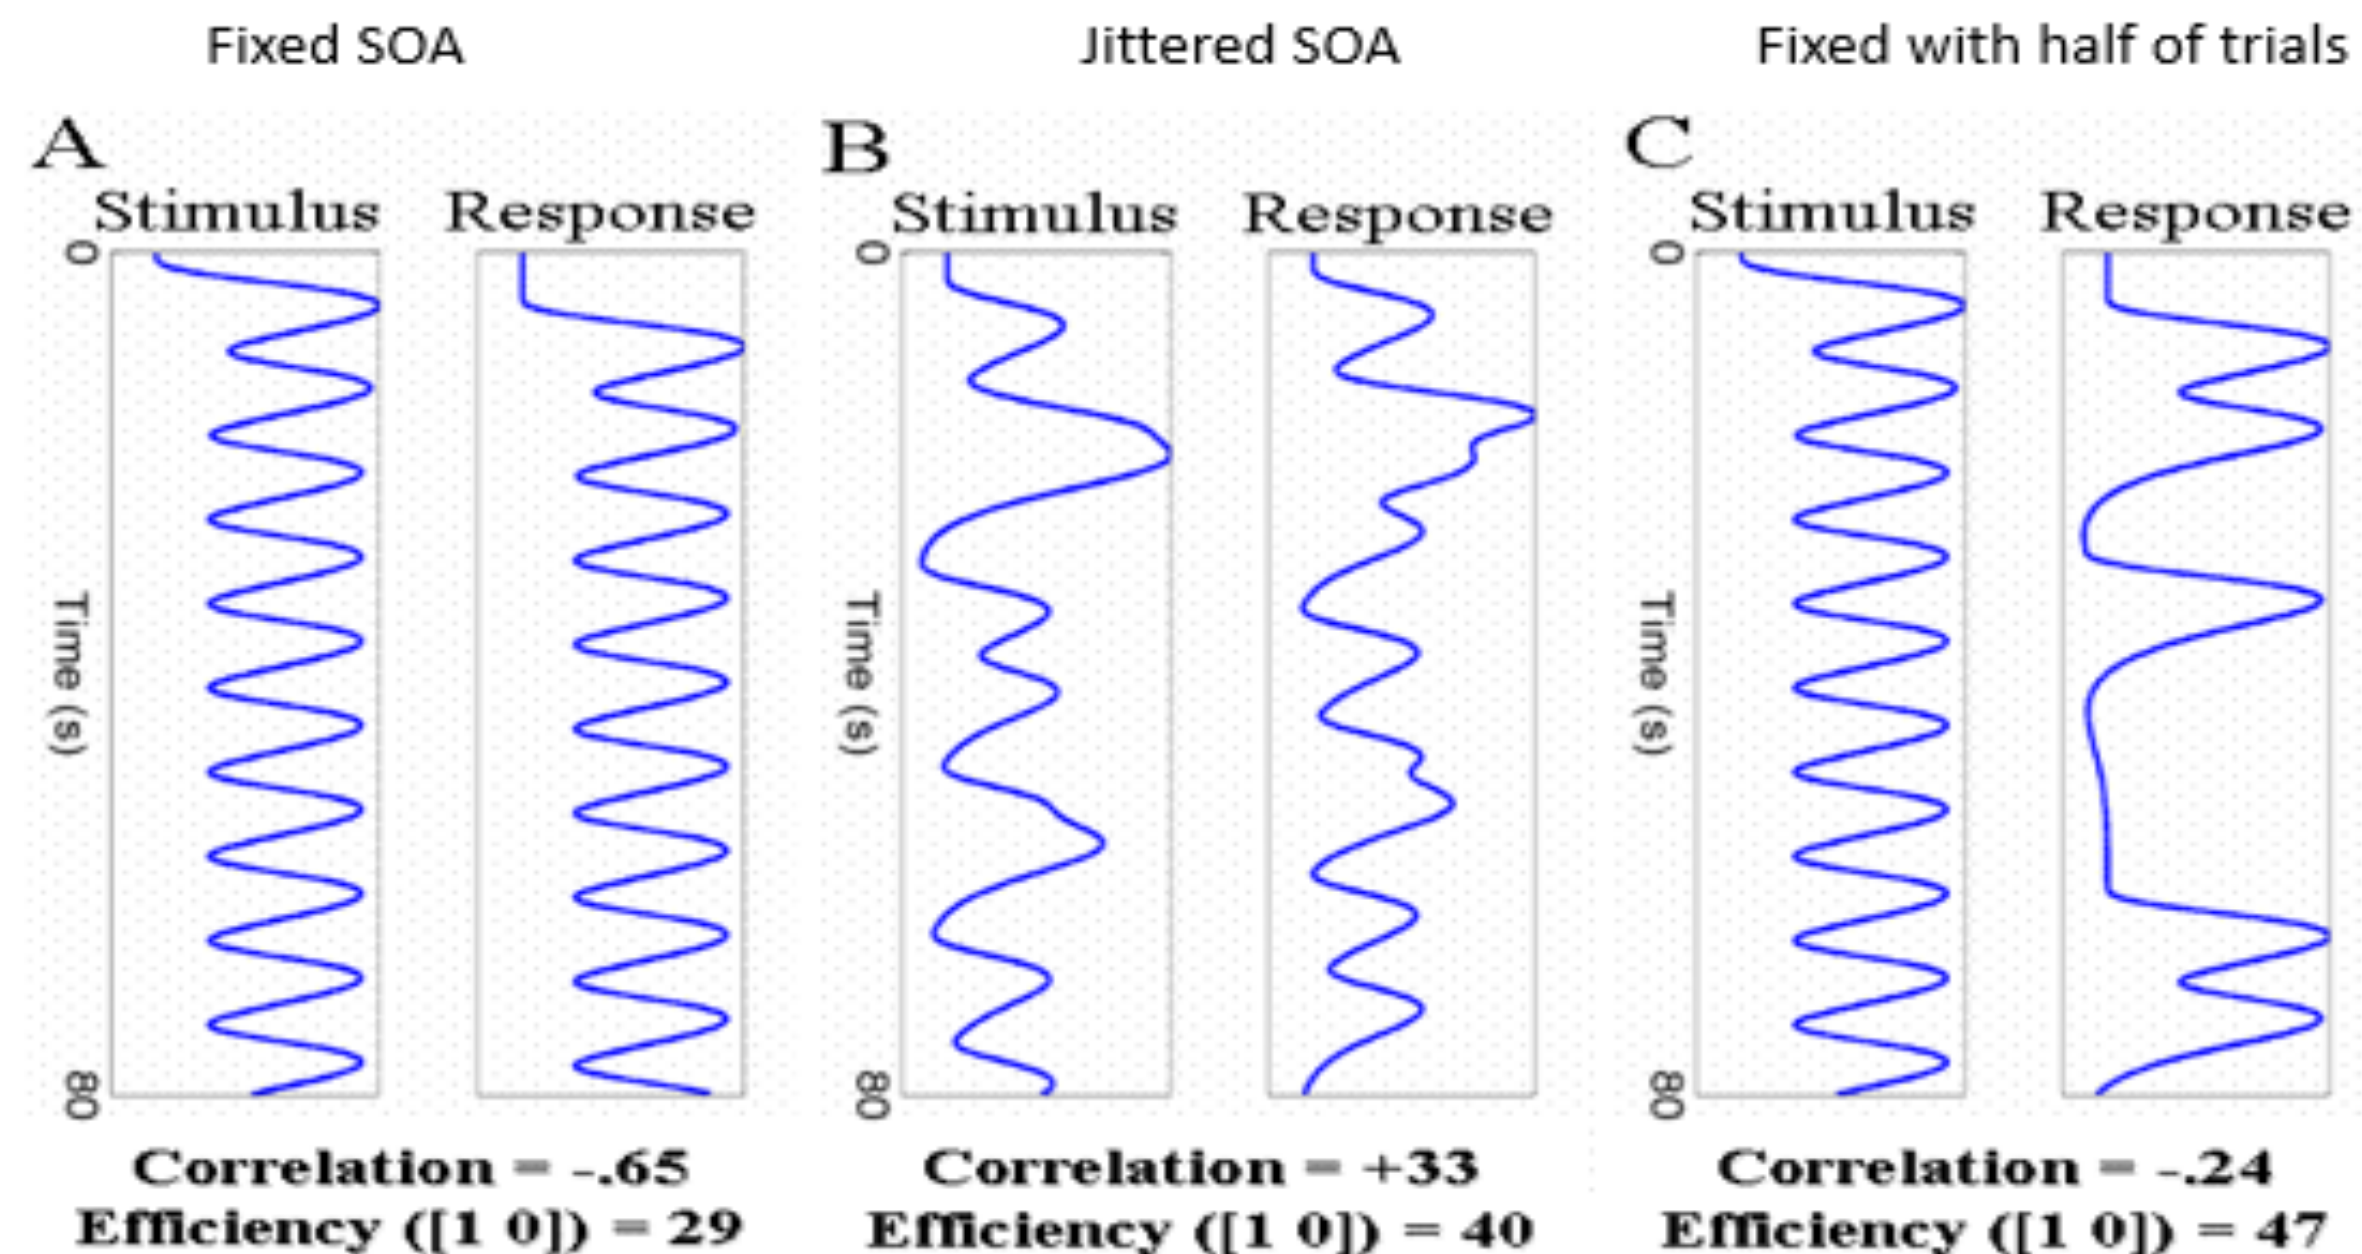 Fixed SOA
Jittered SOA
Fixed with half of trials
A
Stimulus
Response
0
Time (s)
80
Correlation = -.65
Efficiency ([1 0]) = 29
B
Stimulus
Response
0
Time (s)
80
Correlation = +33
Efficiency ([1 0]) = 40
C
Stimulus
Response
0
Time (s)
80
Correlation = -.24
Efficiency ([1 0]) = 47